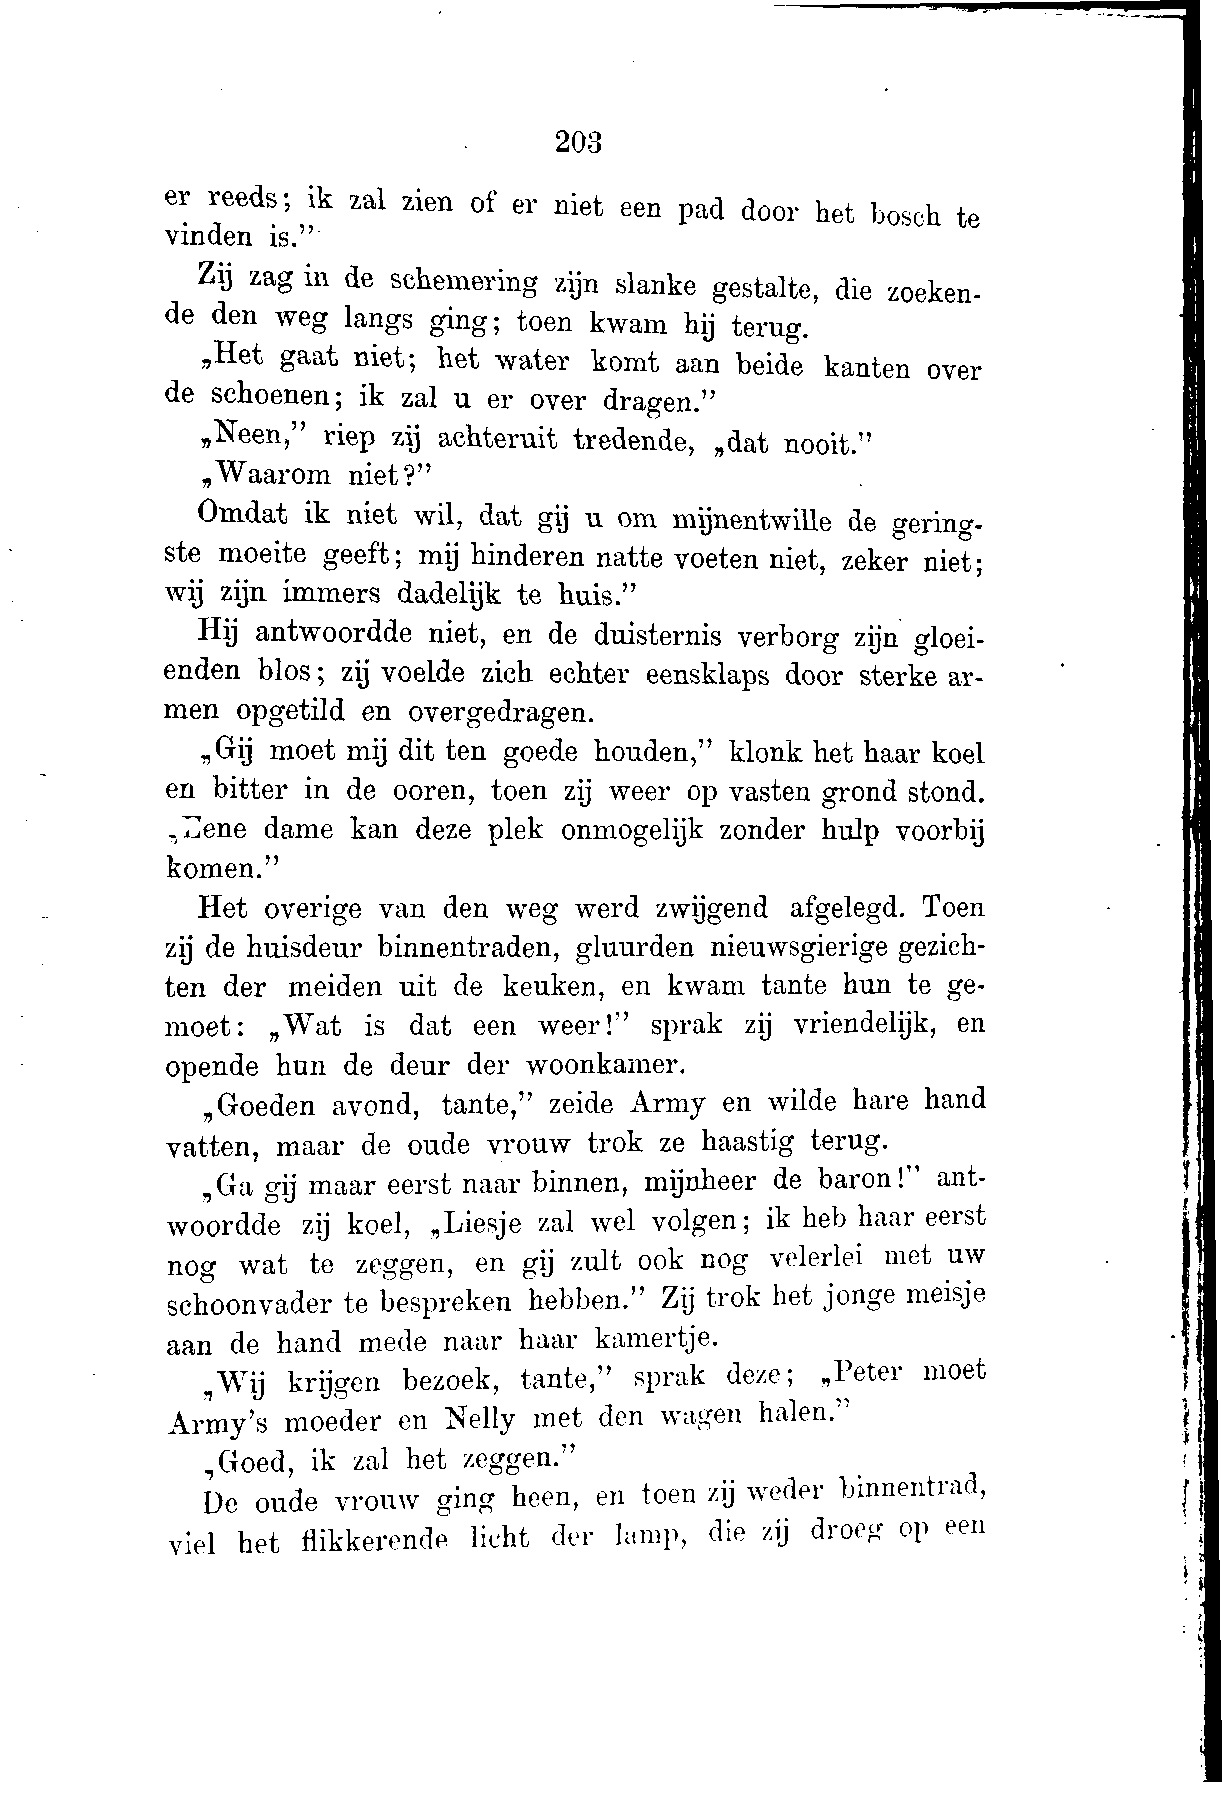 203
er reeds; ik zal zien of er niet een pad door het bosch te
vinden is.”
Zij zag in de schemering zijn slanke gestalte, die zoeken-
de den weg langs ging; toen kwam hij terug.
„Het gaat niet; het water komt aan beide kanten over
de schoenen; ik zal u er over dragen.”
„Neen,” riep zij achteruit tredende, „dat nooit.”
„Waarom niet?”
Omdat ik niet wil, dat gij u om mijnentwille de gering-
ste moeite geeft; mij hinderen natte voeten niet, zeker niet;
wij zijn immers dadelijk te huis.”
Hij antwoordde niet, en de duisternis verborg zijn gloei-
enden blos; zij voelde zich echter eensklaps door sterke ar-
men opgetild en overgedragen.
„Gij moet mij dit ten goede houden,” klonk het haar koel
en bitter in de ooren, toen zij weer op vasten grond stond.
„Eene dame kan deze plek onmogelijk zonder hulp voorbij
komen.”
Het overige van den weg werd zwijgend afgelegd. Toen
zij de huisdeur binnentraden, gluurden nieuwsgierige gezich-
ten der meiden uit de keuken, en kwam tante hun te ge-
moet: „Wat is dat een weer!” sprak zij vriendelijk, en
opende hun de deur der woonkamer.
„Goeden avond, tante,” zeide Army en wilde hare hand
vatten, maar de oude vrouw trok ze haastig terug.
„Ga gij maar eerst naar binnen, mijnheer de baron!” ant-
woordde zij koel, „Liesje zal wel volgen; ik heb haar eerst
nog wat te zeggen, en gij zult ook nog velerlei met uw
schoonvader te bespreken hebben.” Zij trok het jonge meisje
aan de hand mede naar haar kamertje.
„Wij krijgen bezoek, tante,” sprak deze; „Peter moet
Army’s moeder en Nelly met den wagen halen.”
„Goed, ik zal het zeggen.”
De oude vrouw ging heen, en toen zij weder binnentrad,
viel het flikkerende licht der lamp, die zij droeg op een